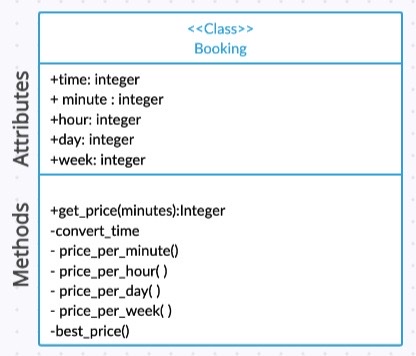 <<Class>>
Booking
Attributes
+time: integer
+ minute : integer
+hour: integer
+day: integer
+week: integer
Methods
+get_price(minutes):Integer
-convert_time
- price_per_minute()
- price_per_hour( )
- price_per_day( )
- price_per_week( )
-best_price()